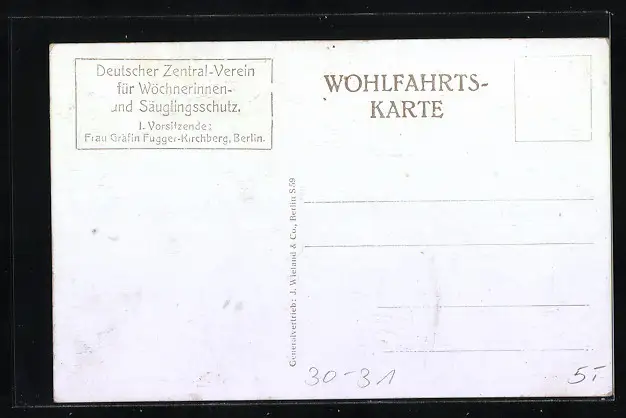 Deutscher Zentral-Verein
für Wöchnerinnen-
und Säuglingsschutz.
I. Vorsitzende:
Frau Gräfin Fugger-Kirchberg, Berlin.
WOHLFAHRTS-
KARTE
Generalvertrieb: J. Wieland & Co., Berlin S.59
30-31
5,-